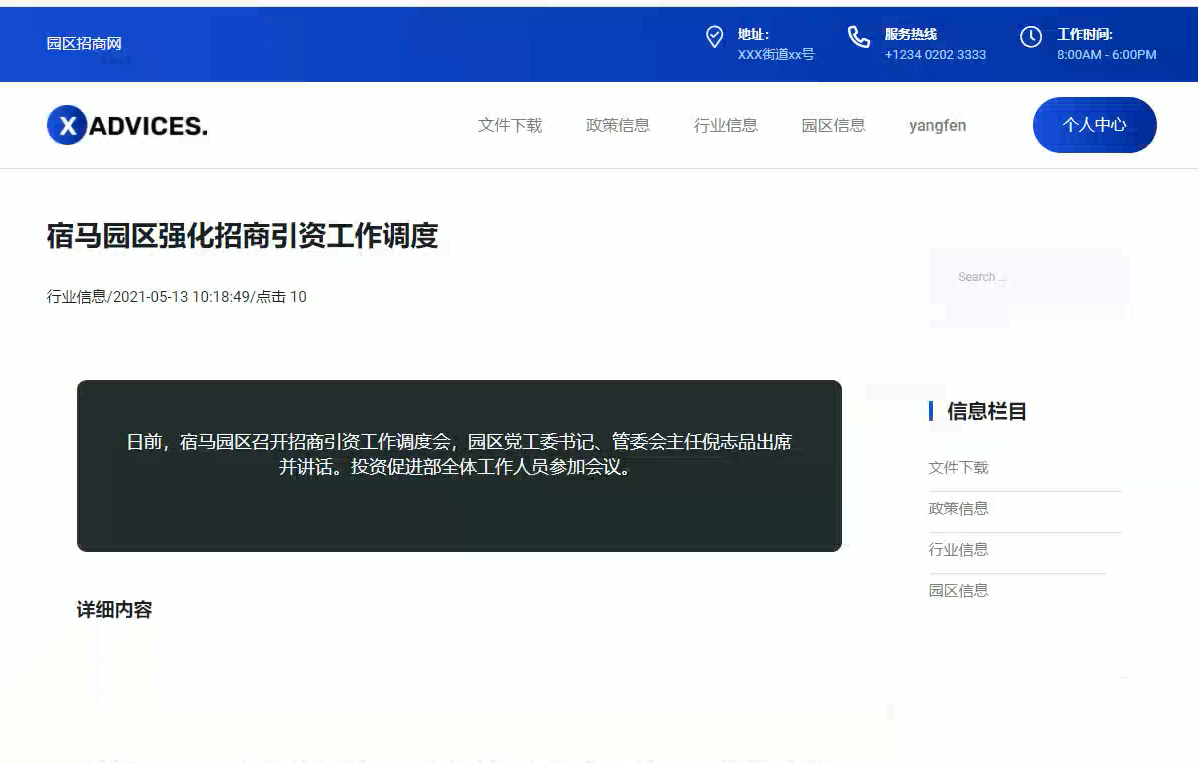 园区招商网
地址:
XXX街道xx号
服务热线
+1234 0202 3333
工作时间:
8:00AM - 6:00PM
X ADVICES.
文件下载
政策信息
行业信息
园区信息
yangfen
个人中心
宿马园区强化招商引资工作调度
行业信息/2021-05-13 10:18:49/点击 10
Search ...
日前，宿马园区召开招商引资工作调度会，园区党工委书记、管委会主任倪志品出席
并讲话。投资促进部全体工作人员参加会议。
信息栏目
文件下载
政策信息
行业信息
园区信息
详细内容